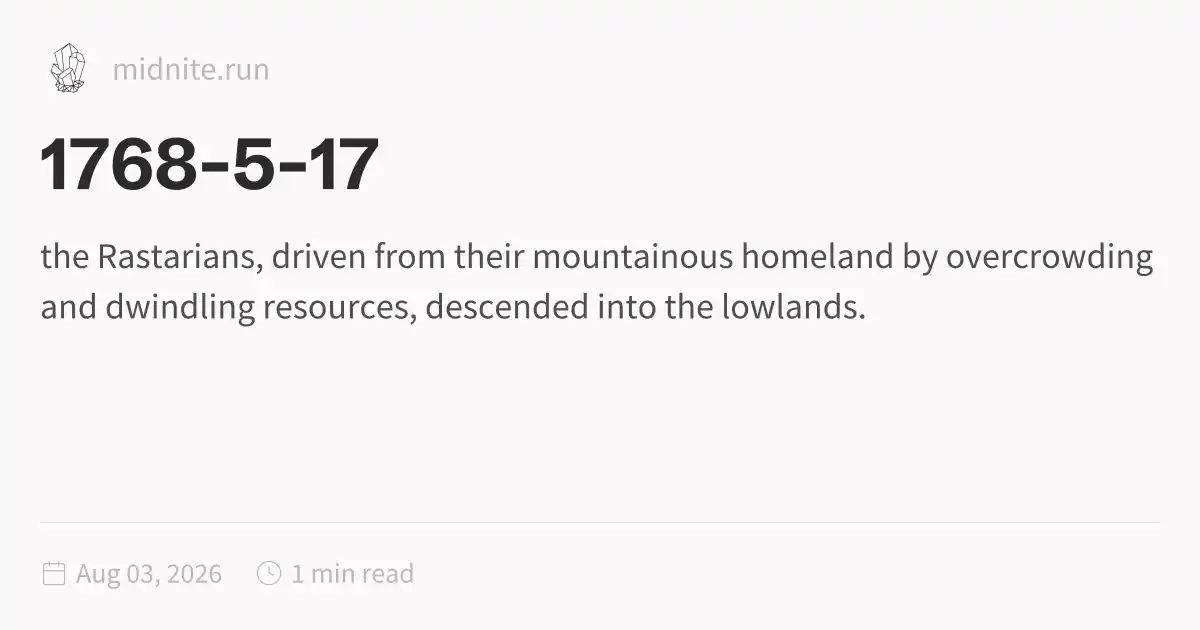 midnite.run
1768-5-17
the Rastarians, driven from their mountainous homeland by overcrowding
and dwindling resources, descended into the lowlands.
Aug 03, 2026 1 min read